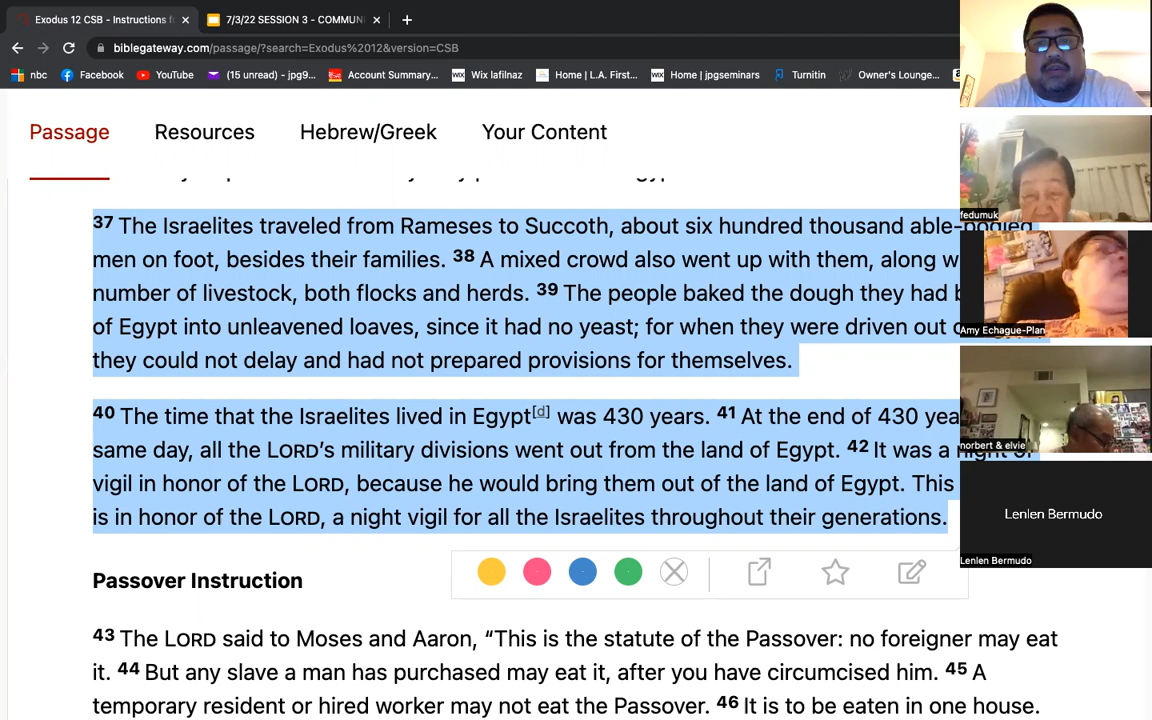 Exodus 12 CSB - Instructions f
7/3/22 SESSION 3 - COMMUN
biblegateway.com/passage/?search=Exodus%2012&version=CSB
nbc Facebook YouTube (15 unread) - jpg9... Account Summary... Wix lafilnaz Home | L.A. First... Home | jpgseminars Turnitin Owner's Lounge...
Passage Resources Hebrew/Greek Your Content
37 The Israelites traveled from Rameses to Succoth, about six hundred thousand able-bodied
men on foot, besides their families. 38 A mixed crowd also went up with them, along
number of livestock, both flocks and herds. 39 The people baked the dough they had
of Egypt into unleavened loaves, since it had no yeast; for when they were driven out
they could not delay and had not prepared provisions for themselves.
40 The time that the Israelites lived in Egypt[d] was 430 years. 41 At the end of 430
same day, all the LORD's military divisions went out from the land of Egypt. 42 It was a night of
vigil in honor of the LORD, because he would bring them out of the land of Egypt. This
is in honor of the LORD, a night vigil for all the Israelites throughout their generations.
Passover Instruction
43 The LORD said to Moses and Aaron, “This is the statute of the Passover: no foreigner may eat
it. 44 But any slave a man has purchased may eat it, after you have circumcised him. 45 A
temporary resident or hired worker may not eat the Passover. 46 It is to be eaten in one house.
fedumuk
Amy Echague-Plan
norbert & elvie
Lenlen Bermudo
Lenlen Bermudo